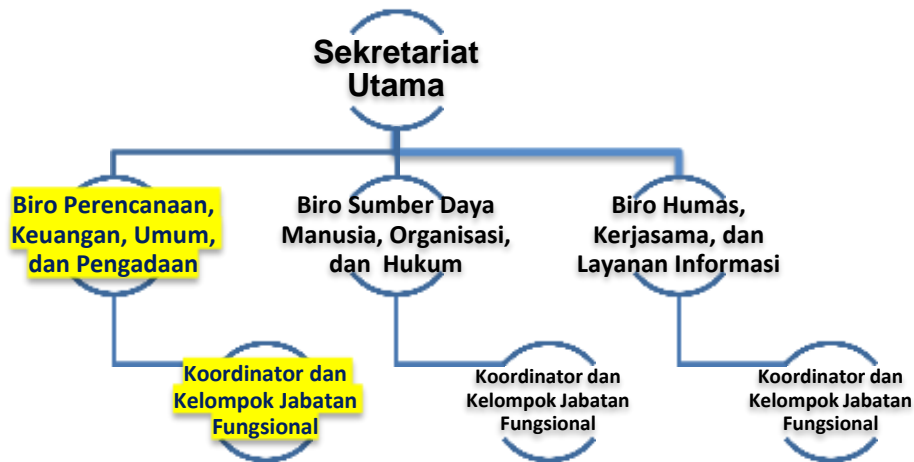 Sekretariat
Utama
Biro Perencanaan,
Keuangan, Umum,
dan Pengadaan
Biro Sumber Daya
Manusia, Organisasi,
dan Hukum
Biro Humas,
Kerjasama, dan
Layanan Informasi
Koordinator dan
Kelompok Jabatan
Fungsional
Koordinator dan
Kelompok Jabatan
Fungsional
Koordinator dan
Kelompok Jabatan
Fungsional